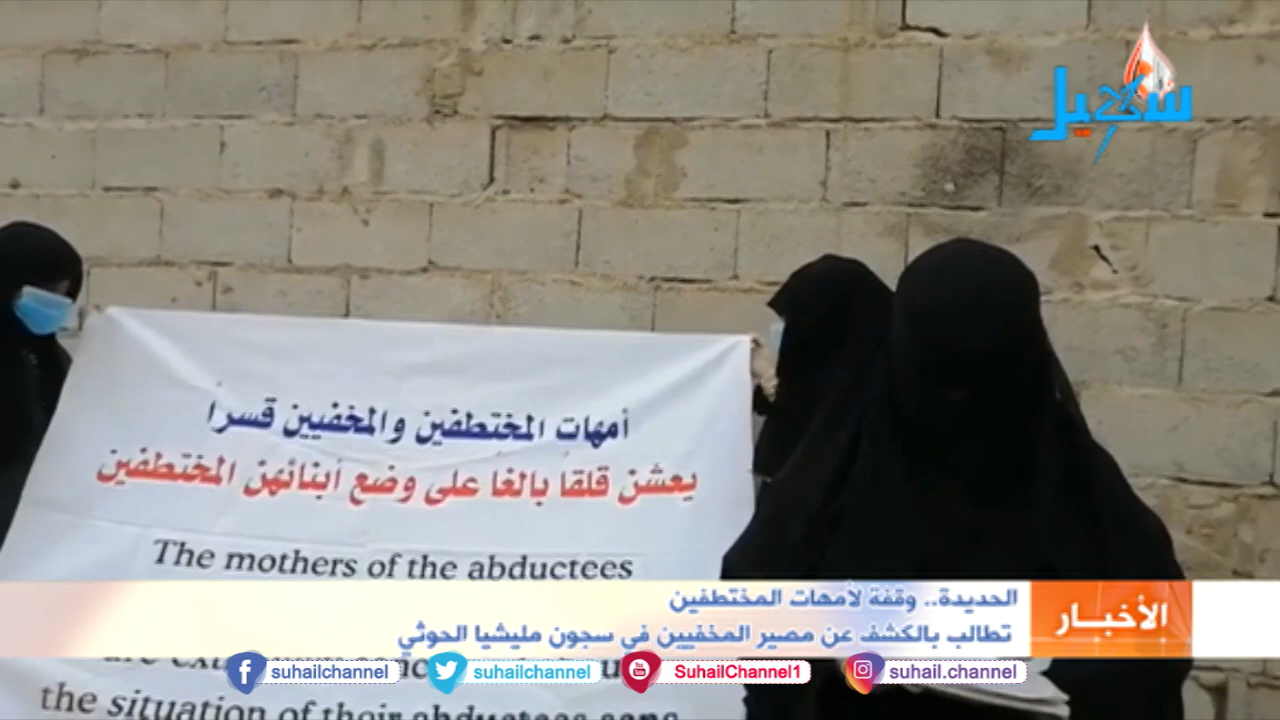 سهيل
أمهات المختطفين والمخفيين قسرا
يعشن قلقا بالغا على وضع أبنائهن المختطفين
The mothers of the abductees
الأخبار
الحديدة.. وقفة لأمهات المختطفين
تطالب بالكشف عن مصير المخفيين في سجون مليشيا الحوثي
suhailchannel
suhailchannel
SuhailChannel1
suhail.channel
the situation of their abductees sons